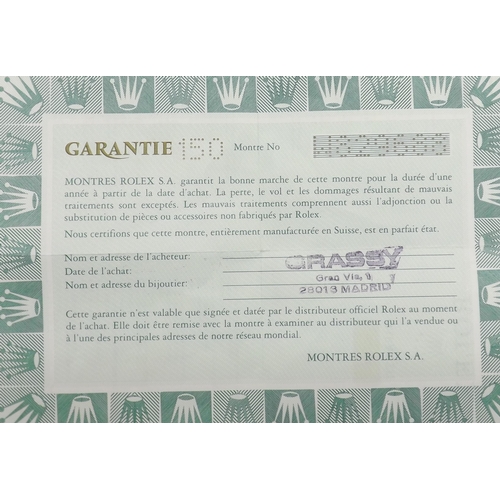 GARANTIE 150 Montre No
MONTRES ROLEX S.A. garantit la bonne marche de cette montre pour la durée d'une
année à partir de la date d'achat. La perte, le vol et les dommages résultant de mauvais
traitements sont exceptés. Les mauvais traitements comprennent aussi l'adjonction ou la
substitution de pièces ou accessoires non fabriqués par Rolex.
Nous certifions que cette montre, entièrement manufacturée en Suisse, est en parfait état.
Nom et adresse de l'acheteur: GRASSY
Date de l'achat: Gran Via, 1
Nom et adresse du bijoutier: 28013 MADRID
Cette garantie n'est valable que signée et datée par le distributeur officiel Rolex au moment
de l'achat. Elle doit être remise avec la montre à examiner au distributeur qui l'a vendue ou
à l'une des principales adresses de notre réseau mondial.
MONTRES ROLEX S.A.